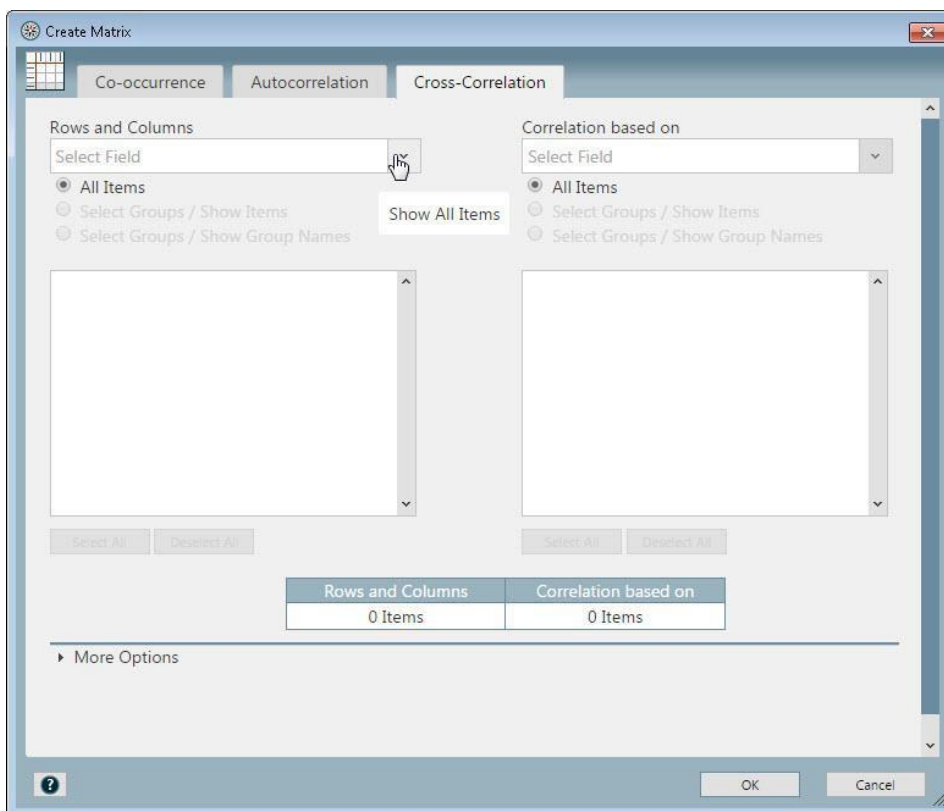 Create Matrix
Co-occurrence
Autocorrelation
Cross-Correlation
Rows and Columns
Correlation based on
Select Field
Select Field
All Items
Select Groups / Show Items
Select Groups / Show Group Names
Show All Items
All Items
Select Groups / Show Items
Select Groups / Show Group Names
Select All
Deselect All
Select All
Deselect All
Rows and Columns
Correlation based on
0 Items
0 Items
More Options
?
OK
Cancel